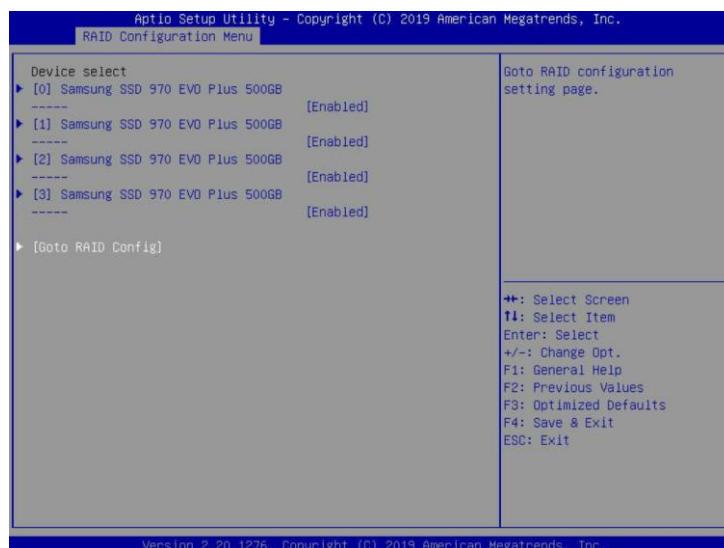 Aptio Setup Utility – Copyright (C) 2019 American Megatrends, Inc.
RAID Configuration Menu
Device select
[0] Samsung SSD 970 EVO Plus 500GB
----- [Enabled]
[1] Samsung SSD 970 EVO Plus 500GB
----- [Enabled]
[2] Samsung SSD 970 EVO Plus 500GB
----- [Enabled]
[3] Samsung SSD 970 EVO Plus 500GB
----- [Enabled]
[Goto RAID Config]
Goto RAID configuration
setting page.
→←: Select Screen
↑↓: Select Item
Enter: Select
+/-: Change Opt.
F1: General Help
F2: Previous Values
F3: Optimized Defaults
F4: Save & Exit
ESC: Exit
Version 2.20.1276. Copyright (C) 2019 American Megatrends, Inc.